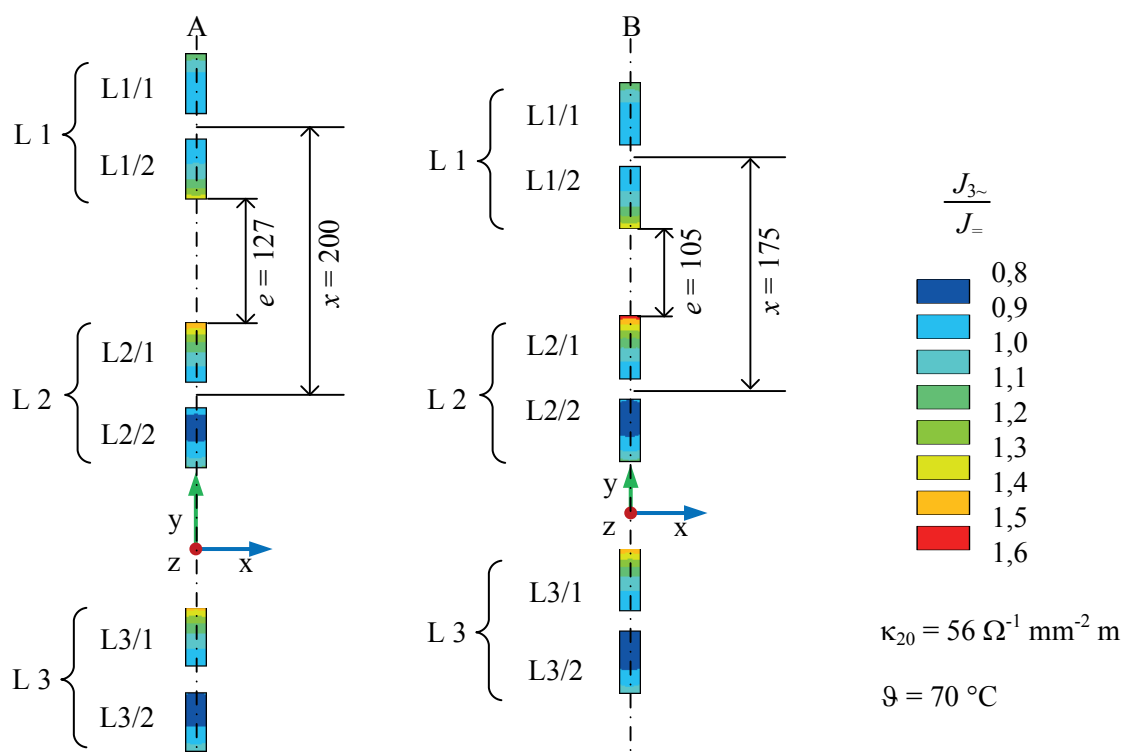 A
L 1
L1/1
L1/2
e = 127
x = 200
L 2
L2/1
L2/2
y
z
x
L 3
L3/1
L3/2
B
L 1
L1/1
L1/2
e = 105
x = 175
L 2
L2/1
L2/2
y
z
x
L 3
L3/1
L3/2
J3~
J=
0,8
0,9
1,0
1,1
1,2
1,3
1,4
1,5
1,6
κ20 = 56 Ω-1 mm-2 m
ϑ = 70 °C